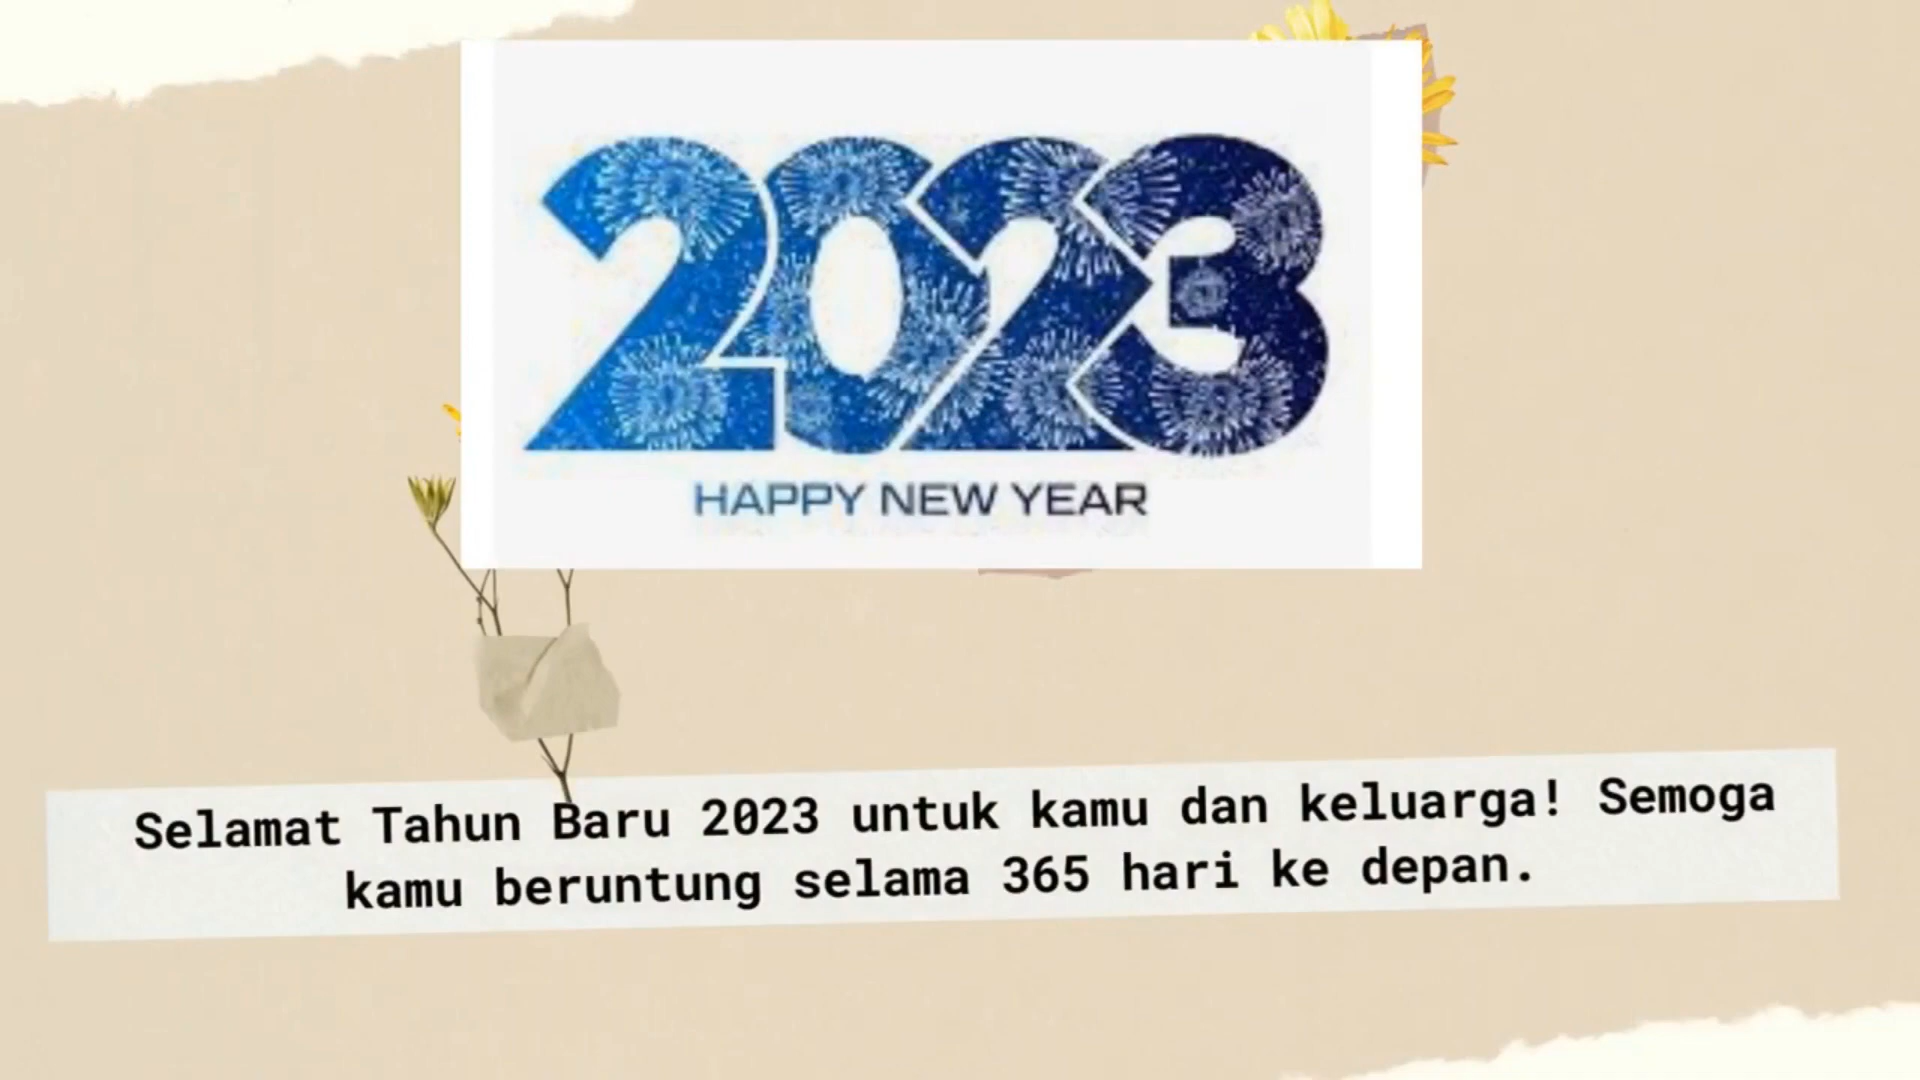 2023
HAPPY NEW YEAR
Selamat Tahun Baru 2023 untuk kamu dan keluarga! Semoga
kamu beruntung selama 365 hari ke depan.